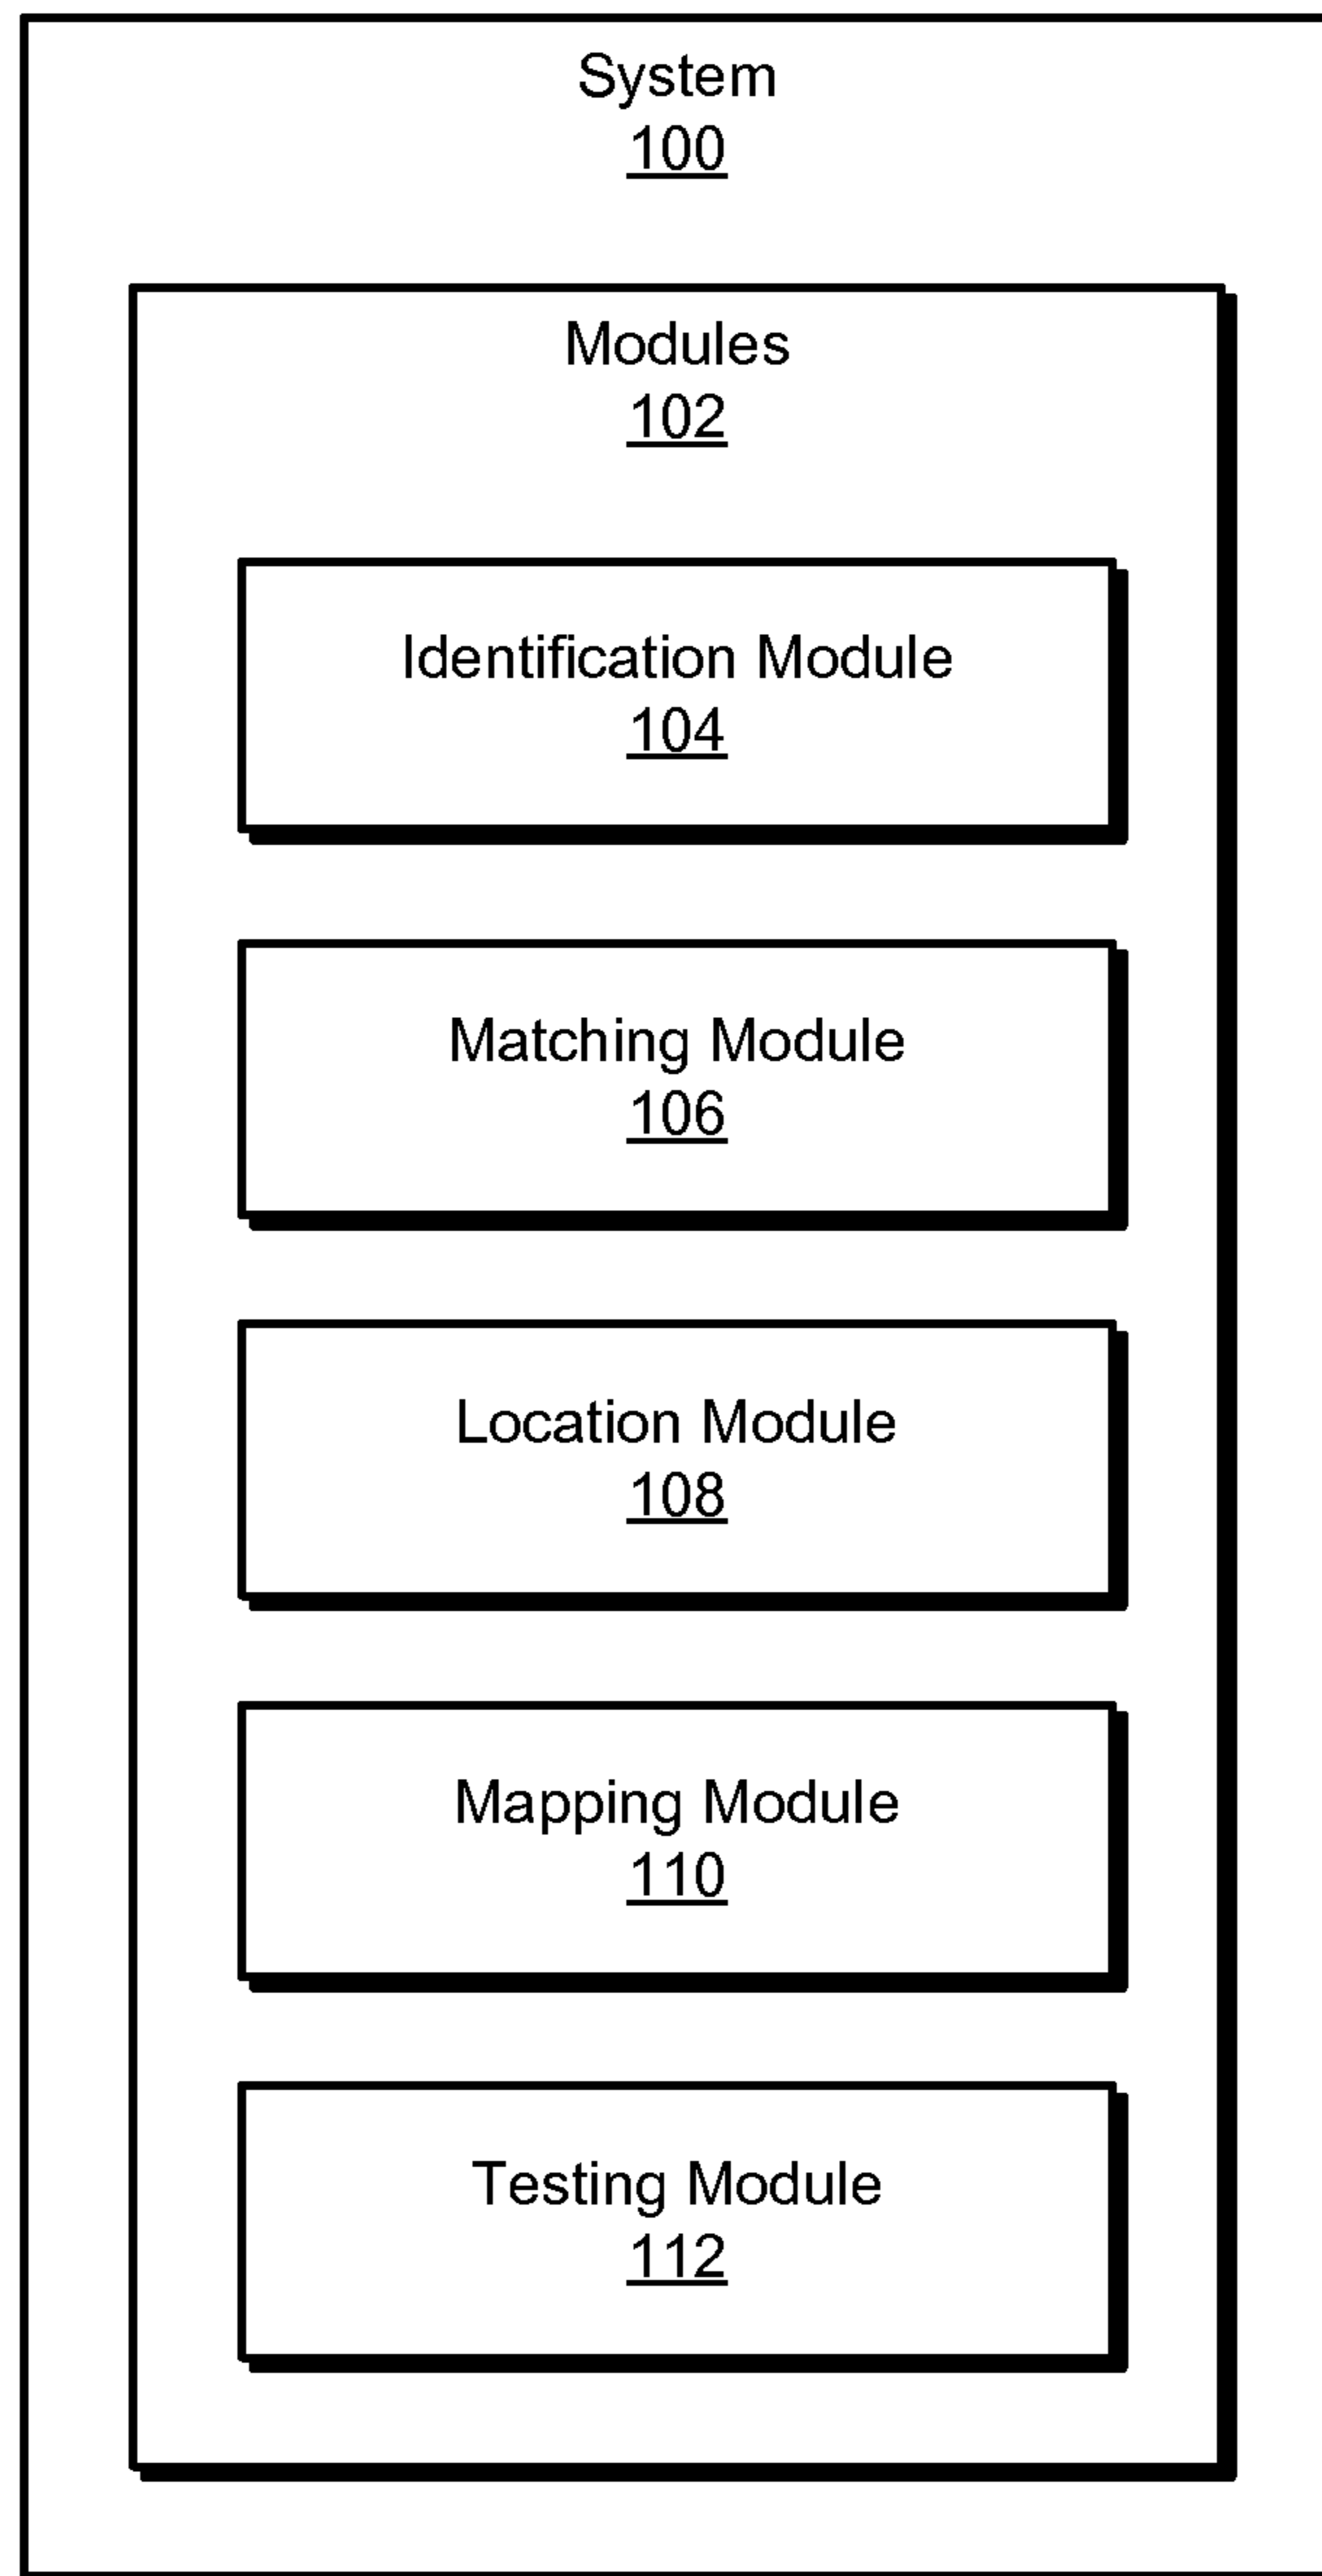 System
100
Modules
102
Identification Module
104
Matching Module
106
Location Module
108
Mapping Module
110
Testing Module
112